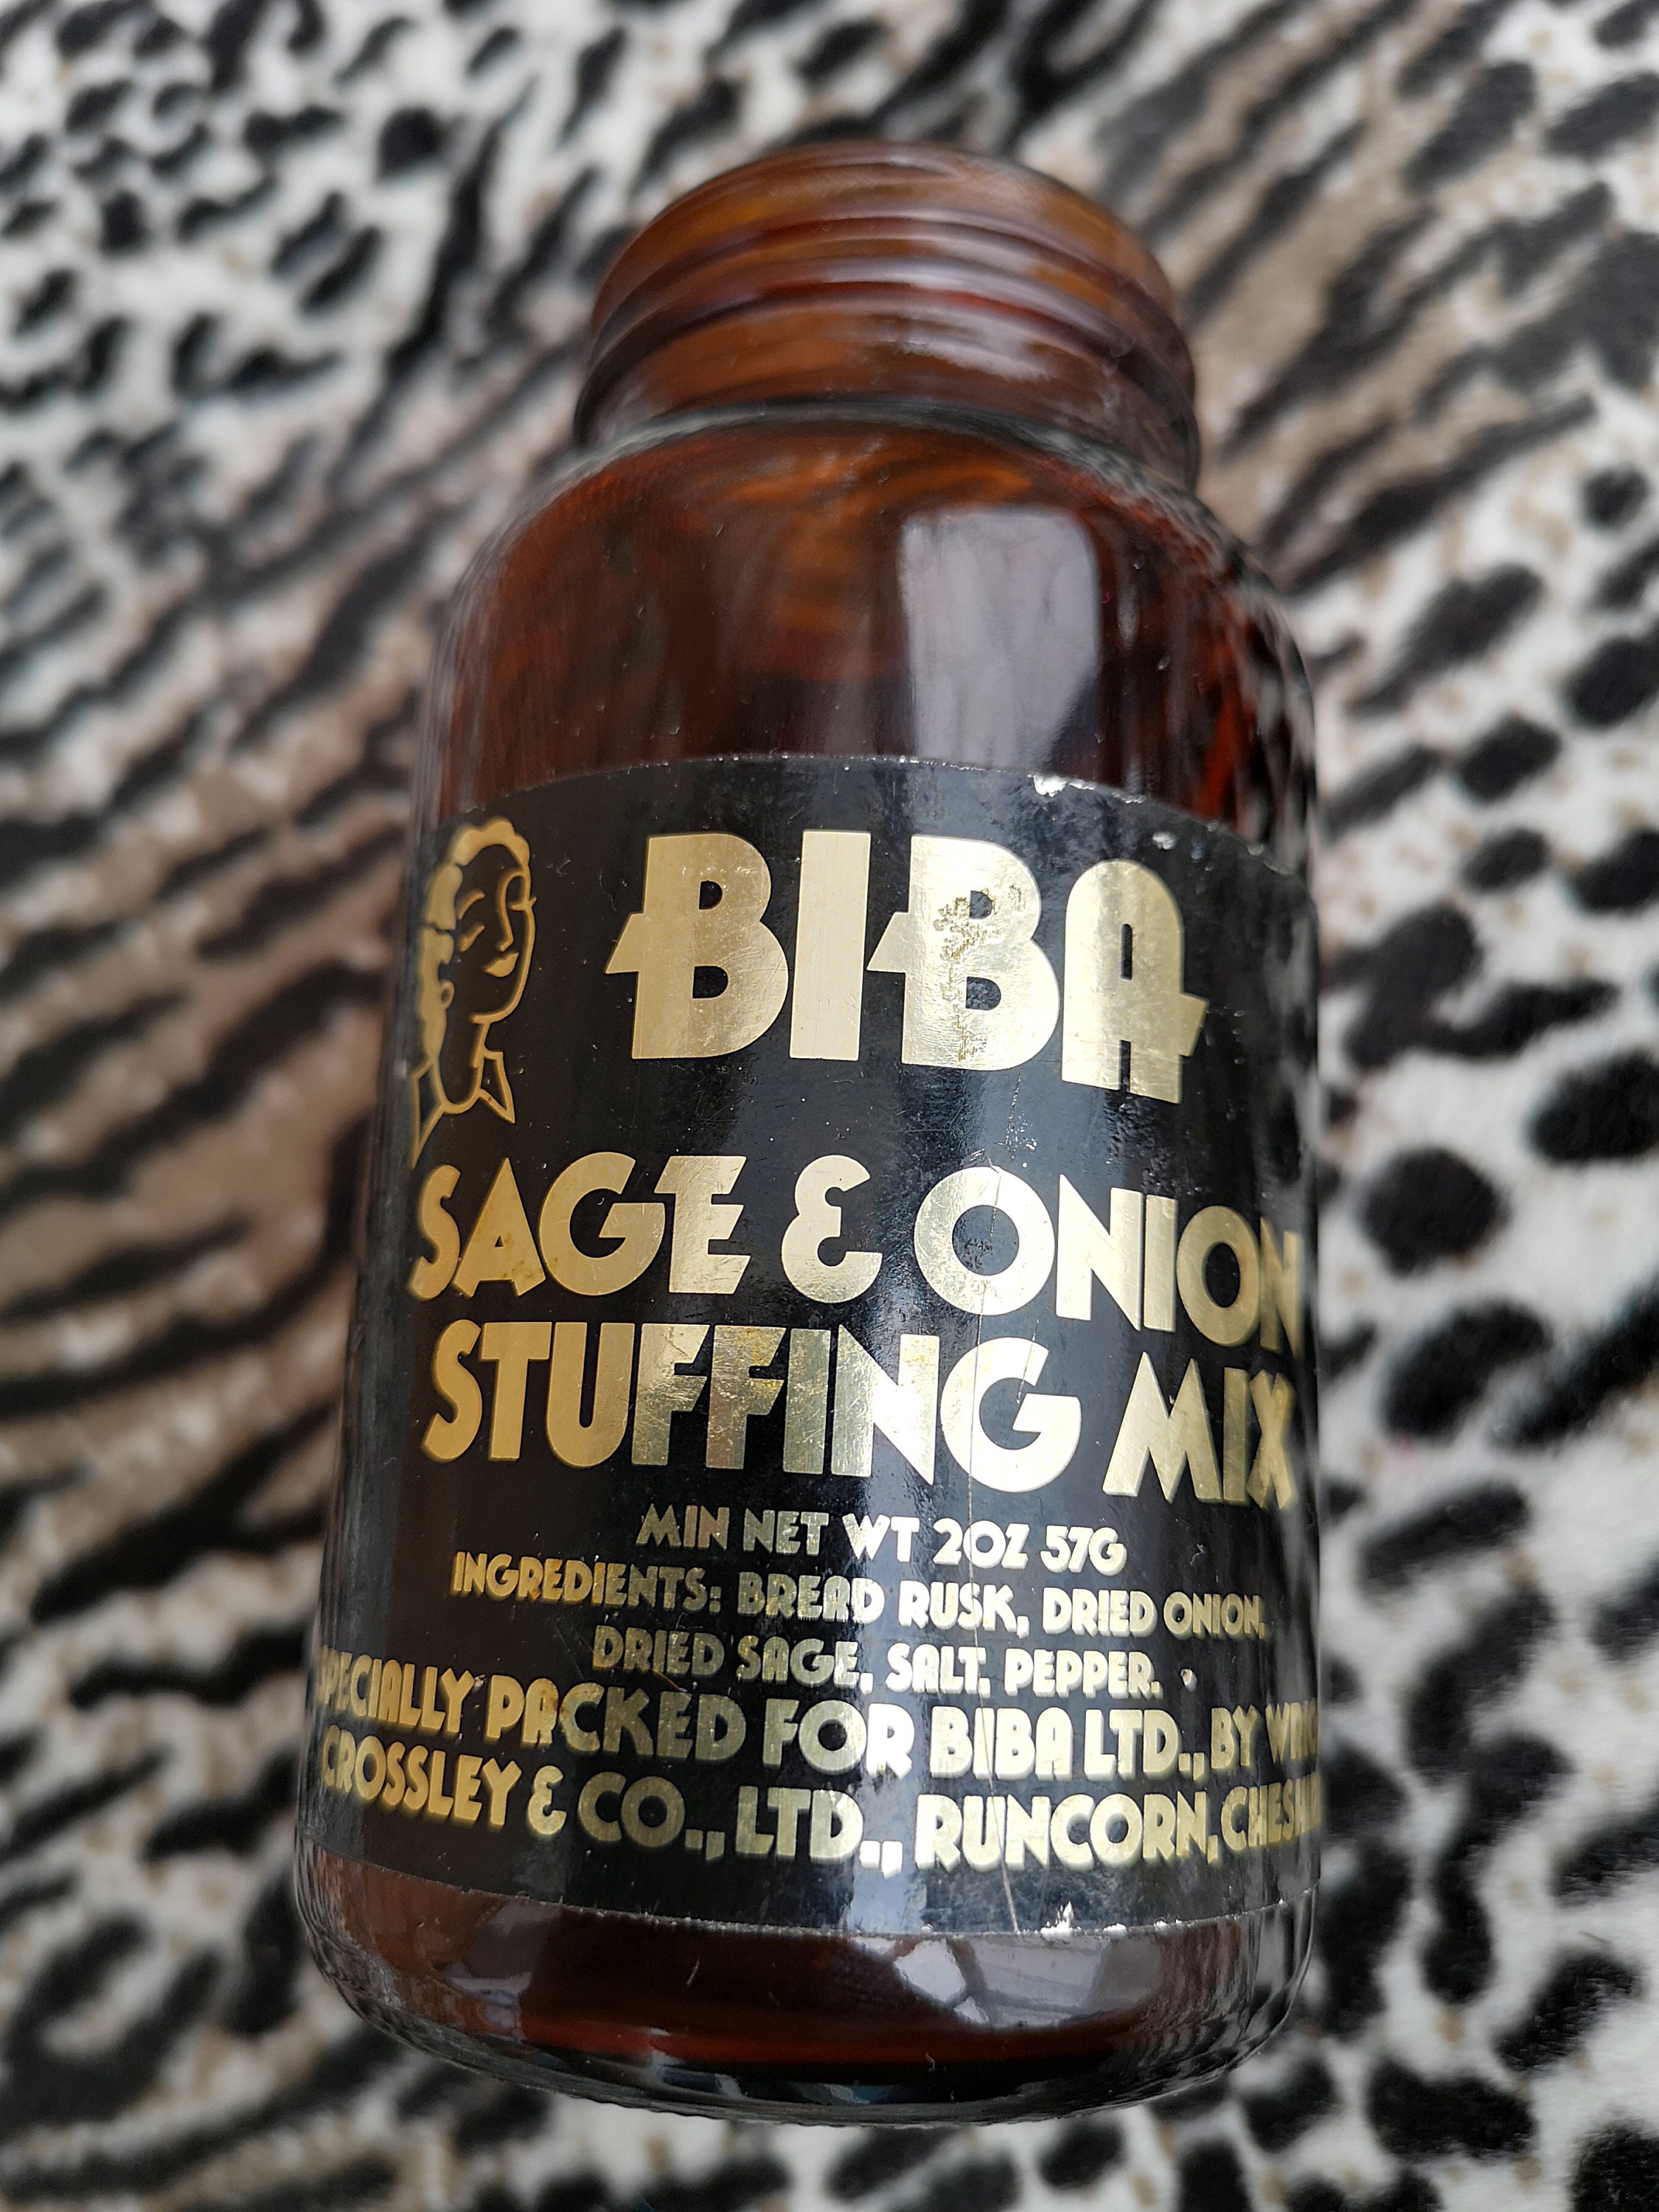 BIBA
SAGE & ONION
STUFFING MIX
MIN NET WT 2OZ 57G
INGREDIENTS: BREAD RUSK, DRIED ONION,
DRIED SAGE, SALT, PEPPER.
SPECIALLY PACKED FOR BIBA LTD., BY
CROSSLEY & CO., LTD., RUNCORN,